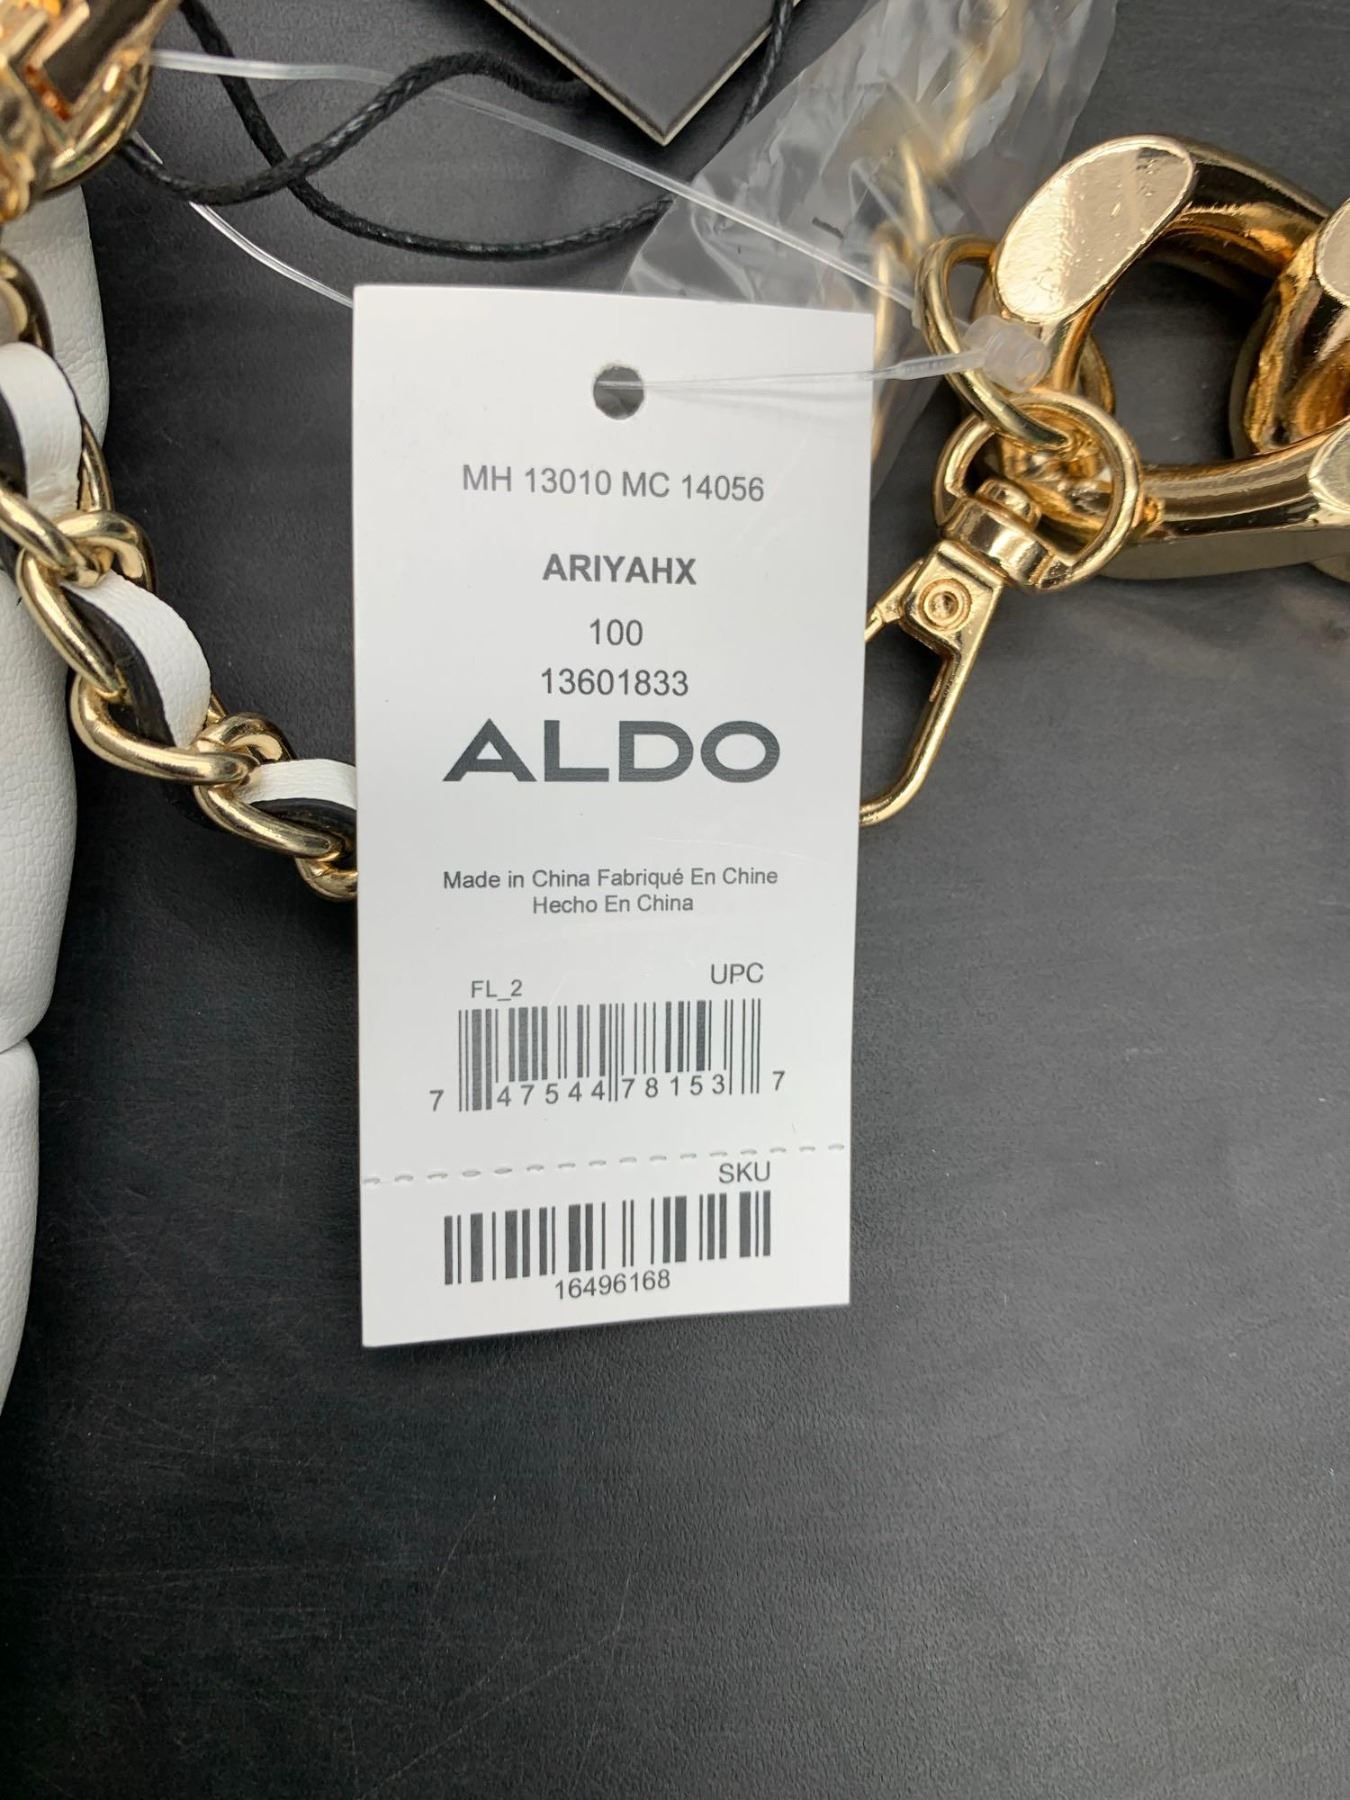 MH 13010 MC 14056
ARIYAHX
100
13601833
ALDO
Made in China Fabriqué En Chine
Hecho En China
FL_2 UPC
7 47544 78153 7
SKU
16496168